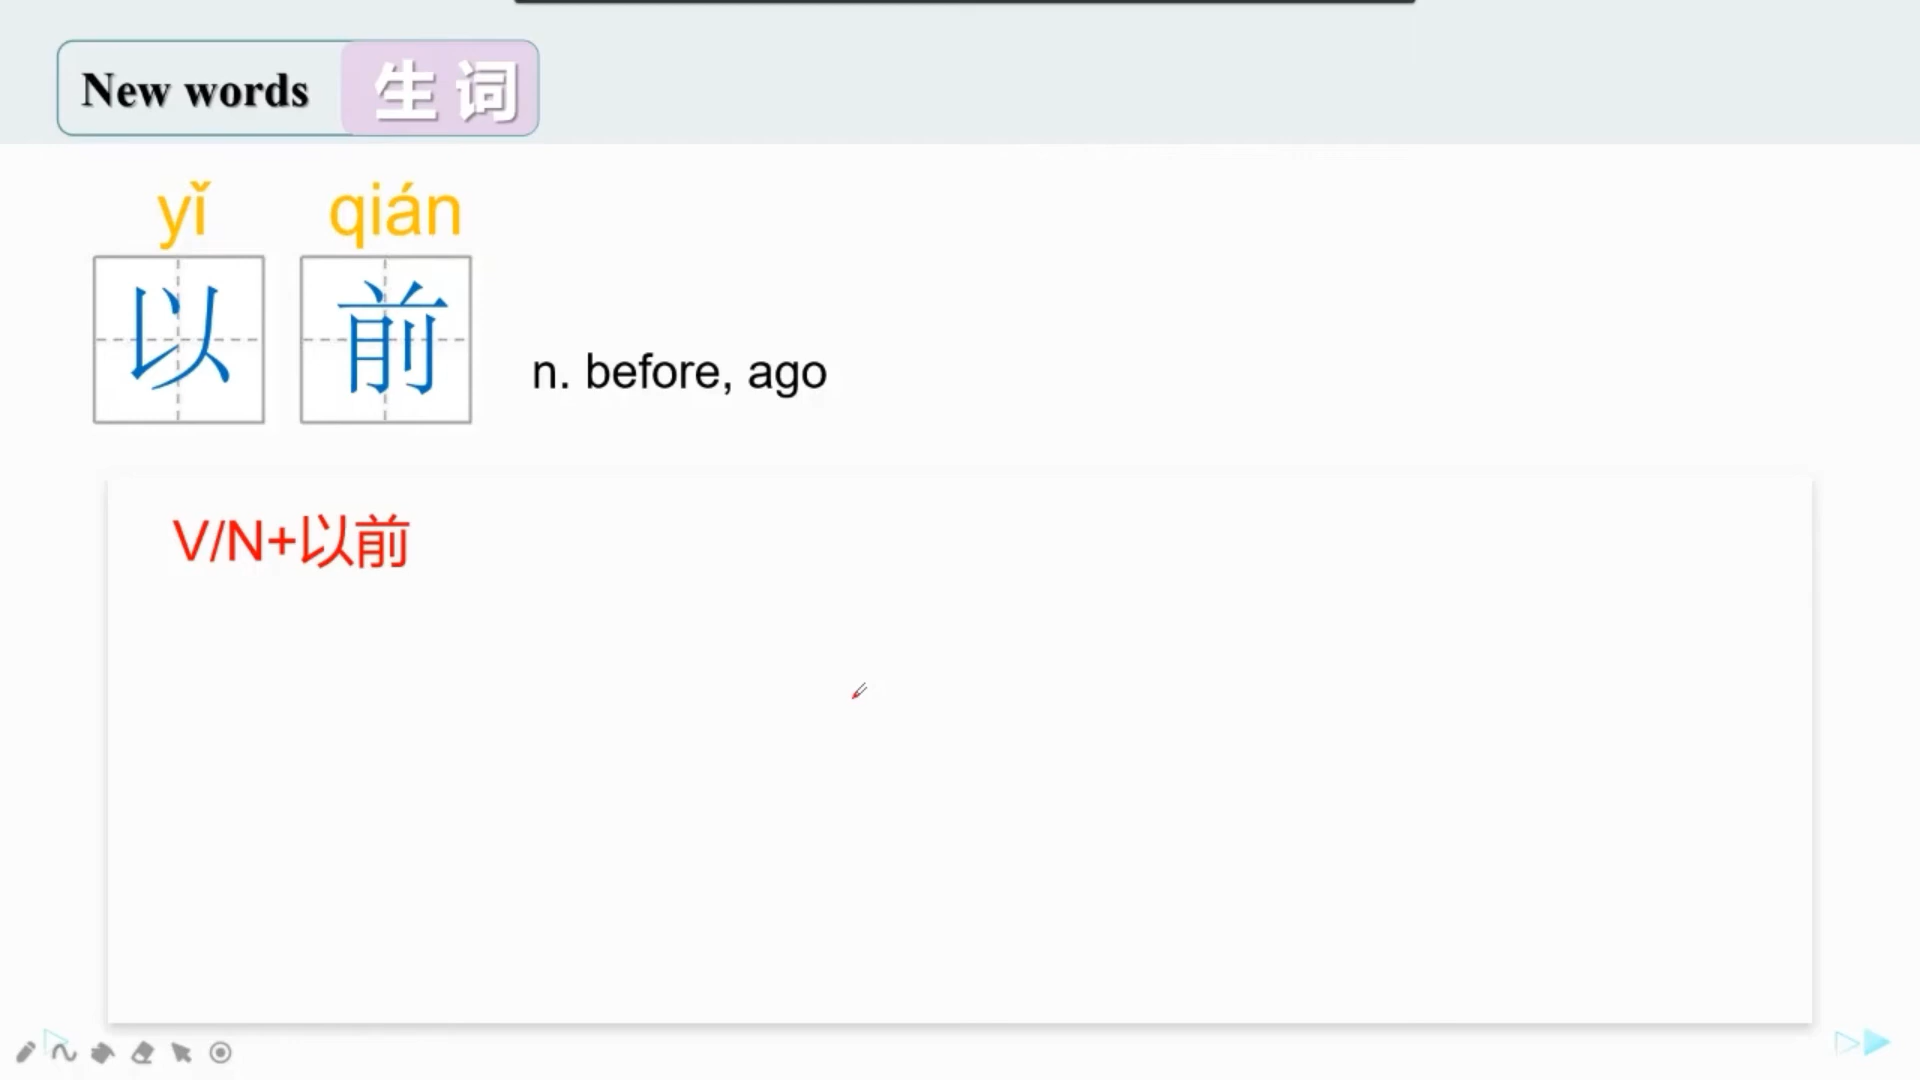 New words 生词
yǐ qián
以前 n. before, ago
V/N+以前